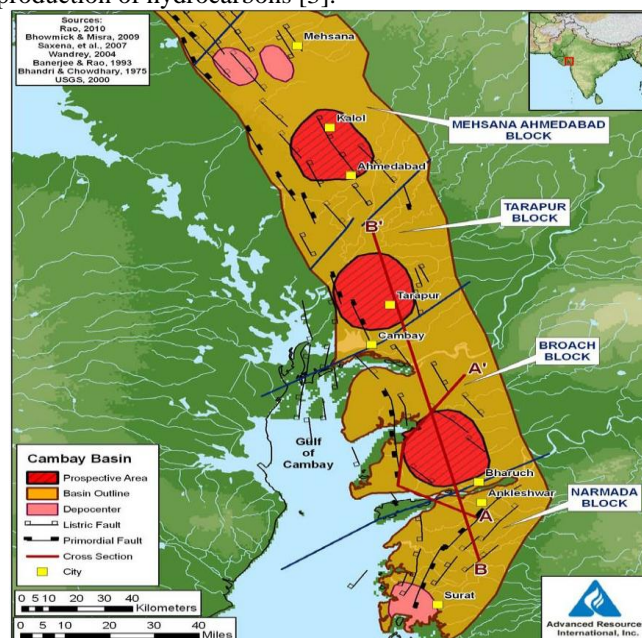 production of hydrocarbons [3].
Sources:
Rao, 2010
Bhowmick & Misra, 2009
Saxena, et al., 2007
Wandrey, 2004
Banerjee & Rao, 1993
Bhandri & Chowdhary, 1975
USGS, 2000
Mehsana
Kalol
MEHSANA AHMEDABAD
BLOCK
Ahmedabad
TARAPUR
BLOCK
B'
Tarapur
Cambay
BROACH
BLOCK
A'
Gulf
of
Cambay
Bharuch
Ankleshwar
NARMADA
BLOCK
A
B
Surat
Cambay Basin
Prospective Area
Basin Outline
Depocenter
Listric Fault
Primordial Fault
Cross Section
City
0 5 10 20 30 40
Kilometers
0 5 10 20 30 40
Miles
Advanced Resources
International, Inc.